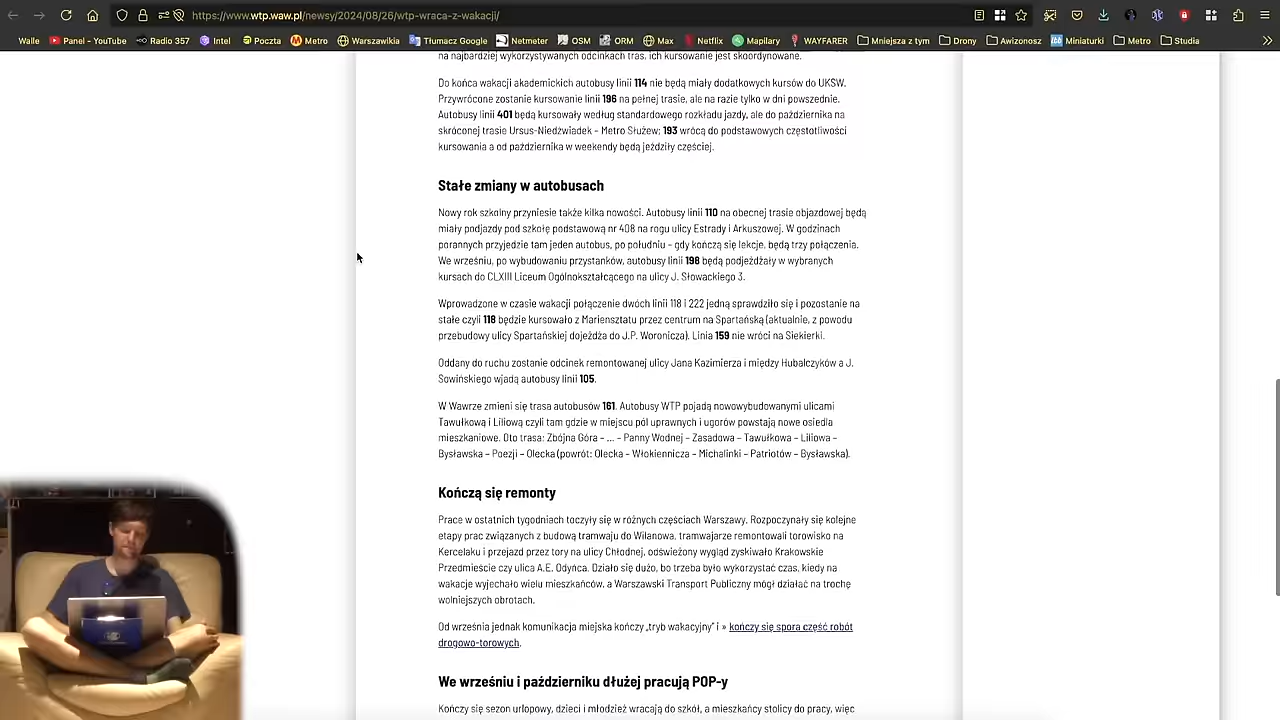 https://www.wtp.waw.pl/newsy/2024/08/26/wtp-wraca-z-wakacji/
Walle Panel - YouTube Radio 357 Intel Poczta Metro Warszawikia Tłumacz Google Netmeter OSM ORM Max Netflix Mapilary WAYFARER Mniejsza z tym Drony Awizonosz Miniaturki Metro Studia
na najbardziej wykorzystywanych odcinkach tras, ich kursowanie jest skoordynowane.
Do końca wakacji akademickich autobusy linii 114 nie będą miały dodatkowych kursów do UKSW.
Przywrócone zostanie kursowanie linii 196 na pełnej trasie, ale na razie tylko w dni powszednie.
Autobusy linii 401 będą kursowały według standardowego rozkładu jazdy, ale do października na
skróconej trasie Ursus-Niedźwiadek – Metro Służew; 193 wrócą do podstawowych częstotliwości
kursowania a od października w weekendy będą jeździły częściej.
Stałe zmiany w autobusach
Nowy rok szkolny przyniesie także kilka nowości. Autobusy linii 110 na obecnej trasie objazdowej będą
miały podjazdy pod szkołę podstawową nr 408 na rogu ulicy Estrady i Arkuszowej. W godzinach
porannych przyjedzie tam jeden autobus, po południu – gdy kończą się lekcje, będą trzy połączenia.
We wrześniu, po wybudowaniu przystanków, autobusy linii 198 będą podjeżdżały w wybranych
kursach do CLXIII Liceum Ogólnokształcącego na ulicy J. Słowackiego 3.
Wprowadzone w czasie wakacji połączenie dwóch linii 118 i 222 jedną sprawdziło się i pozostanie na
stałe czyli 118 będzie kursowało z Mariensztatu przez centrum na Spartańską (aktualnie, z powodu
przebudowy ulicy Spartańskiej dojeżdża do J.P. Woronicza). Linia 159 nie wróci na Siekierki.
Oddany do ruchu zostanie odcinek remontowanej ulicy Jana Kazimierza i między Hubalczyków a J.
Sowińskiego wjadą autobusy linii 105.
W Wawrze zmieni się trasa autobusów 161. Autobusy WTP pojadą nowowybudowanymi ulicami
Tawułkową i Liliową czyli tam gdzie w miejscu pól uprawnych i ugorów powstają nowe osiedla
mieszkaniowe. Oto trasa: Zbójna Góra – ... – Panny Wodnej – Zasadowa – Tawułkowa – Liliowa –
Bysławska – Poezji – Olecka (powrót: Olecka – Włókiennicza – Michalinki – Patriotów – Bysławska).
Kończą się remonty
Prace w ostatnich tygodniach toczyły się w różnych częściach Warszawy. Rozpoczynały się kolejne
etapy prac związanych z budową tramwaju do Wilanowa, tramwajarze remontowali torowisko na
Kercelaku i przejazd przez tory na ulicy Chłodnej, odświeżony wygląd zyskiwało Krakowskie
Przedmieście czy ulica A.E. Odyńca. Działo się dużo, bo trzeba było wykorzystać czas, kiedy na
wakacje wyjechało wielu mieszkańców, a Warszawski Transport Publiczny mógł działać na trochę
wolniejszych obrotach.
Od września jednak komunikacja miejska kończy „tryb wakacyjny" i » kończy się spora część robót
drogowo-torowych.
We wrześniu i październiku dłużej pracują POP-y
Kończy się sezon urlopowy, dzieci i młodzież wracają do szkół, a mieszkańcy stolicy do pracy, więc